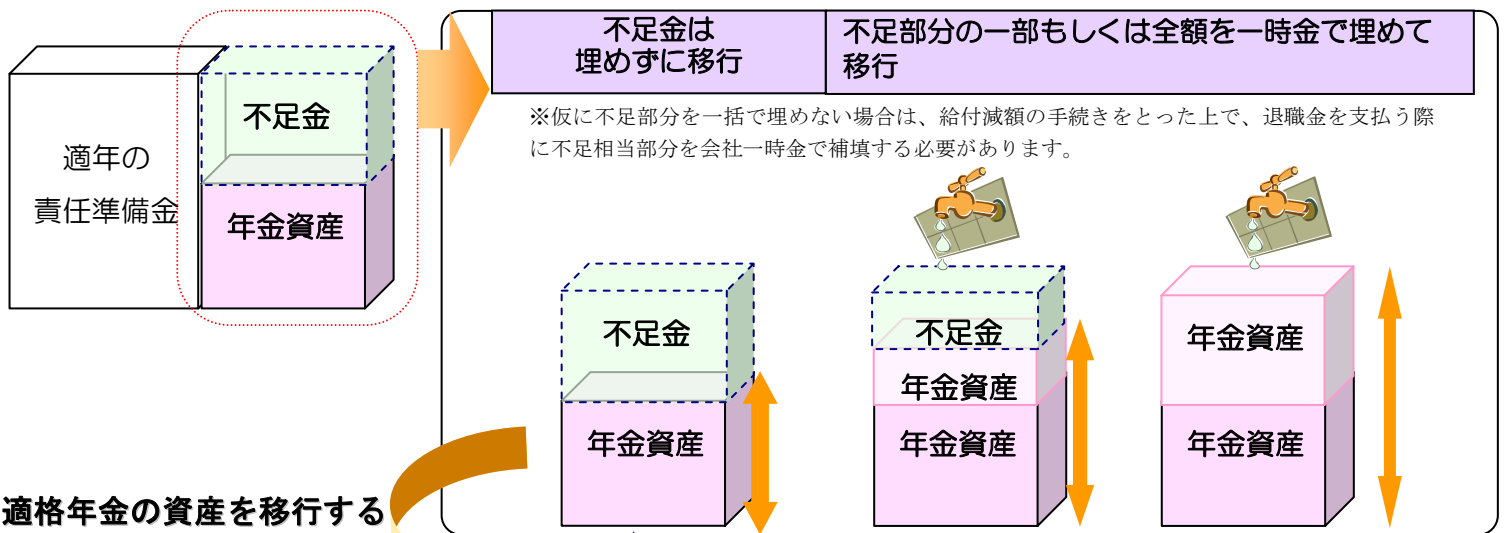 不足金は
埋めずに移行
不足部分の一部もしくは全額を一時金で埋めて
移行
※仮に不足部分を一括で埋めない場合は、給付減額の手続きをとった上で、退職金を支払う際
に不足相当部分を会社一時金で補填する必要があります。
適年の
責任準備金
不足金
年金資産
不足金
年金資産
不足金
年金資産
年金資産
年金資産
年金資産
適格年金の資産を移行する